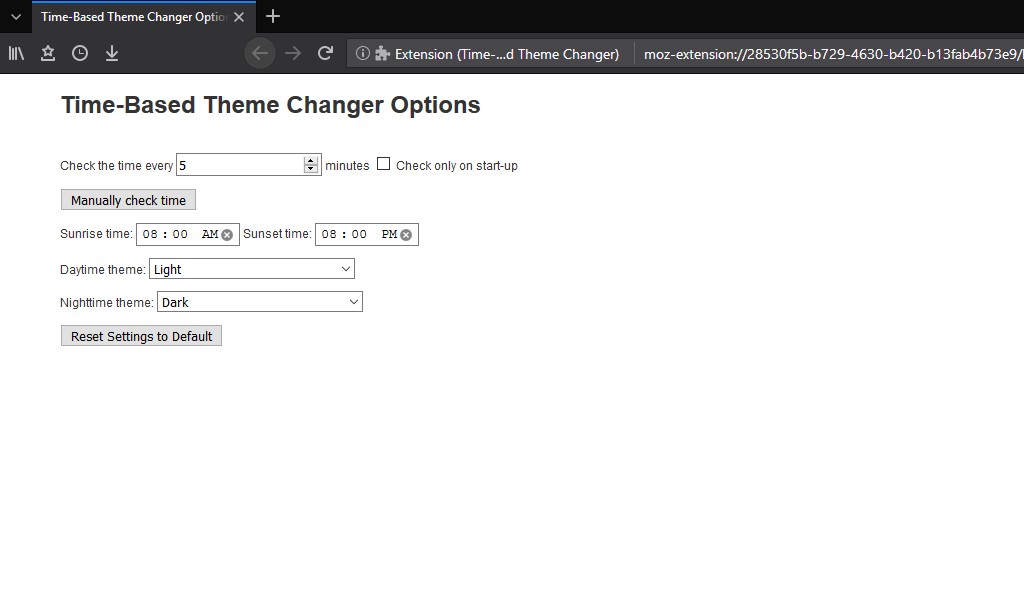 Time-Based Theme Changer Optio
Extension (Time-...d Theme Changer) moz-extension://28530f5b-b729-4630-b420-b13fab4b73e9/
Time-Based Theme Changer Options
Check the time every 5 minutes Check only on start-up
Manually check time
Sunrise time: 08 : 00 AM Sunset time: 08 : 00 PM
Daytime theme: Light
Nighttime theme: Dark
Reset Settings to Default